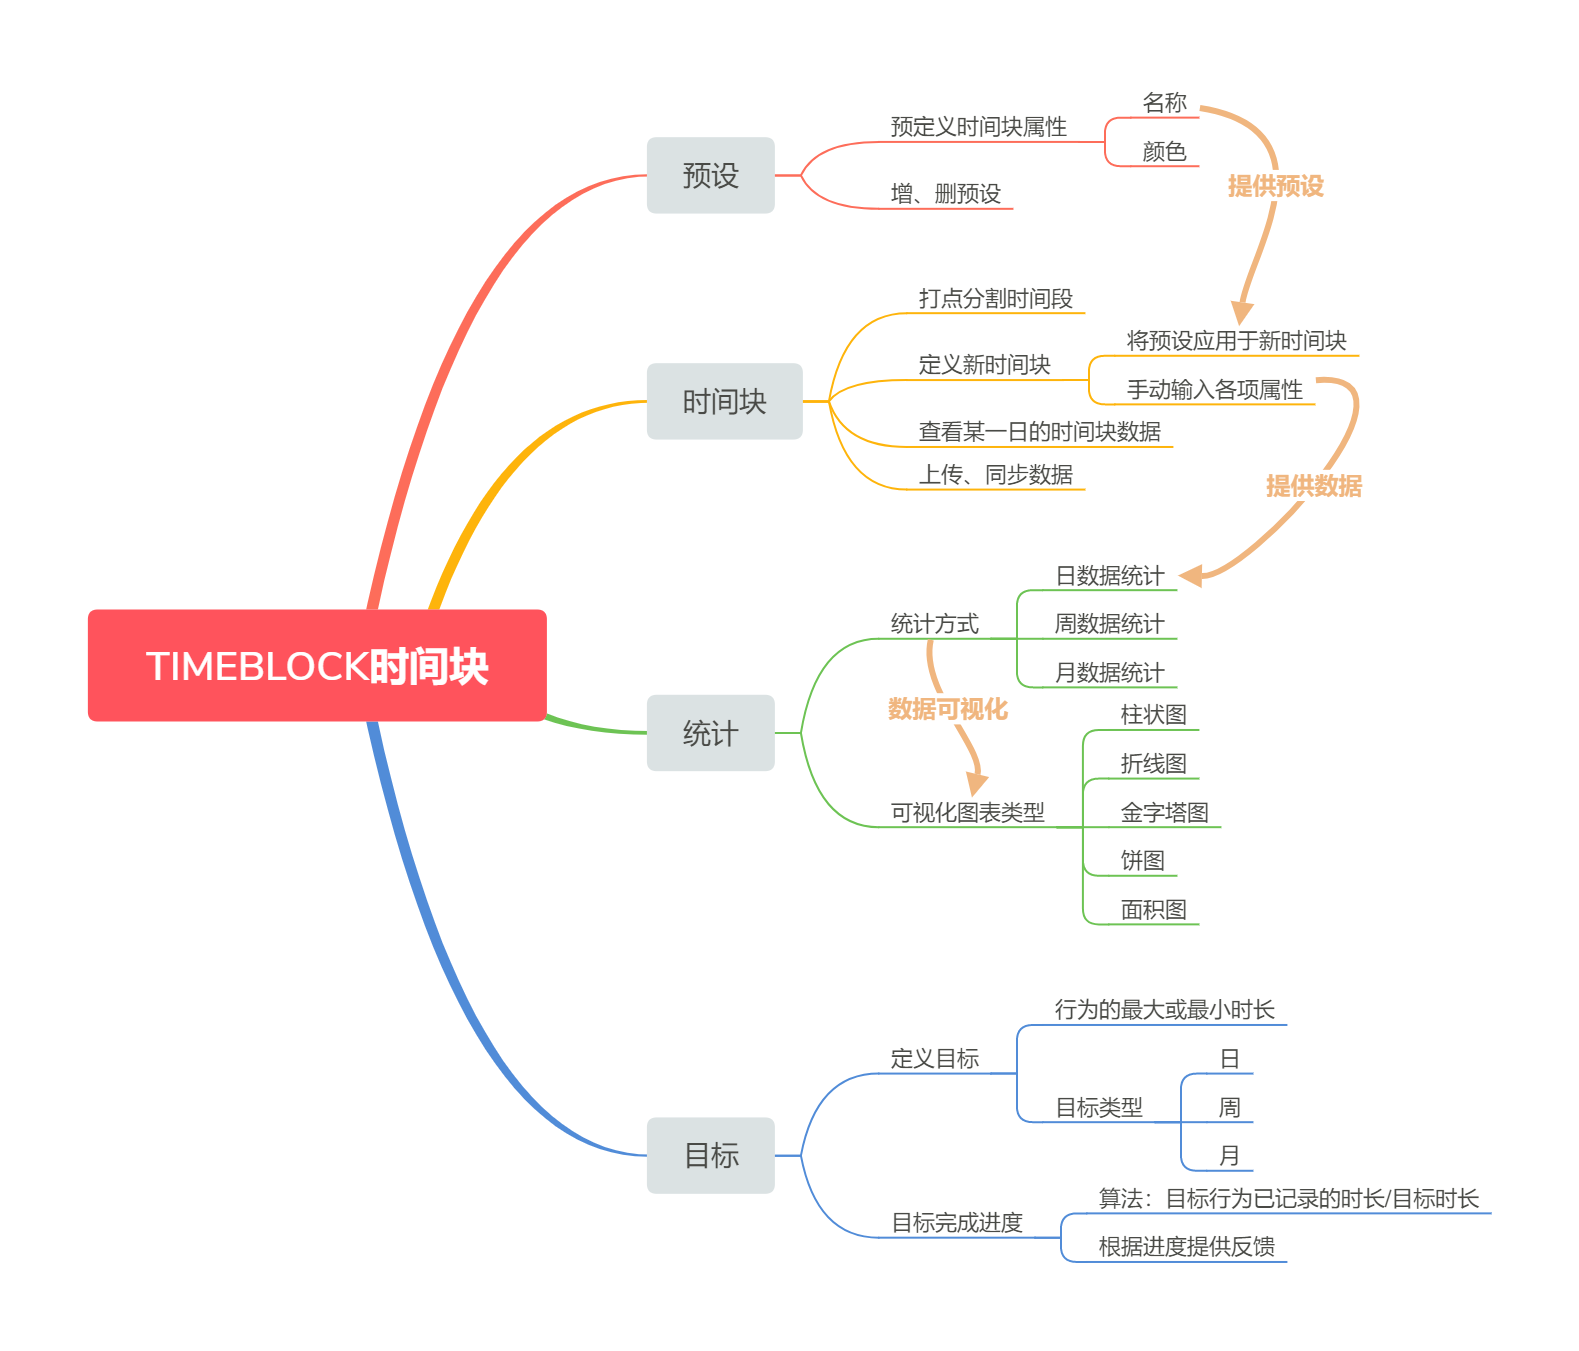 TIMEBLOCK时间块
预设
预定义时间块属性
名称
颜色
增、删预设
提供预设
时间块
打点分割时间段
定义新时间块
将预设应用于新时间块
手动输入各项属性
查看某一日的时间块数据
上传、同步数据
提供数据
统计
统计方式
日数据统计
周数据统计
月数据统计
数据可视化
可视化图表类型
柱状图
折线图
金字塔图
饼图
面积图
目标
定义目标
行为的最大或最小时长
目标类型
日
周
月
目标完成进度
算法：目标行为已记录的时长/目标时长
根据进度提供反馈